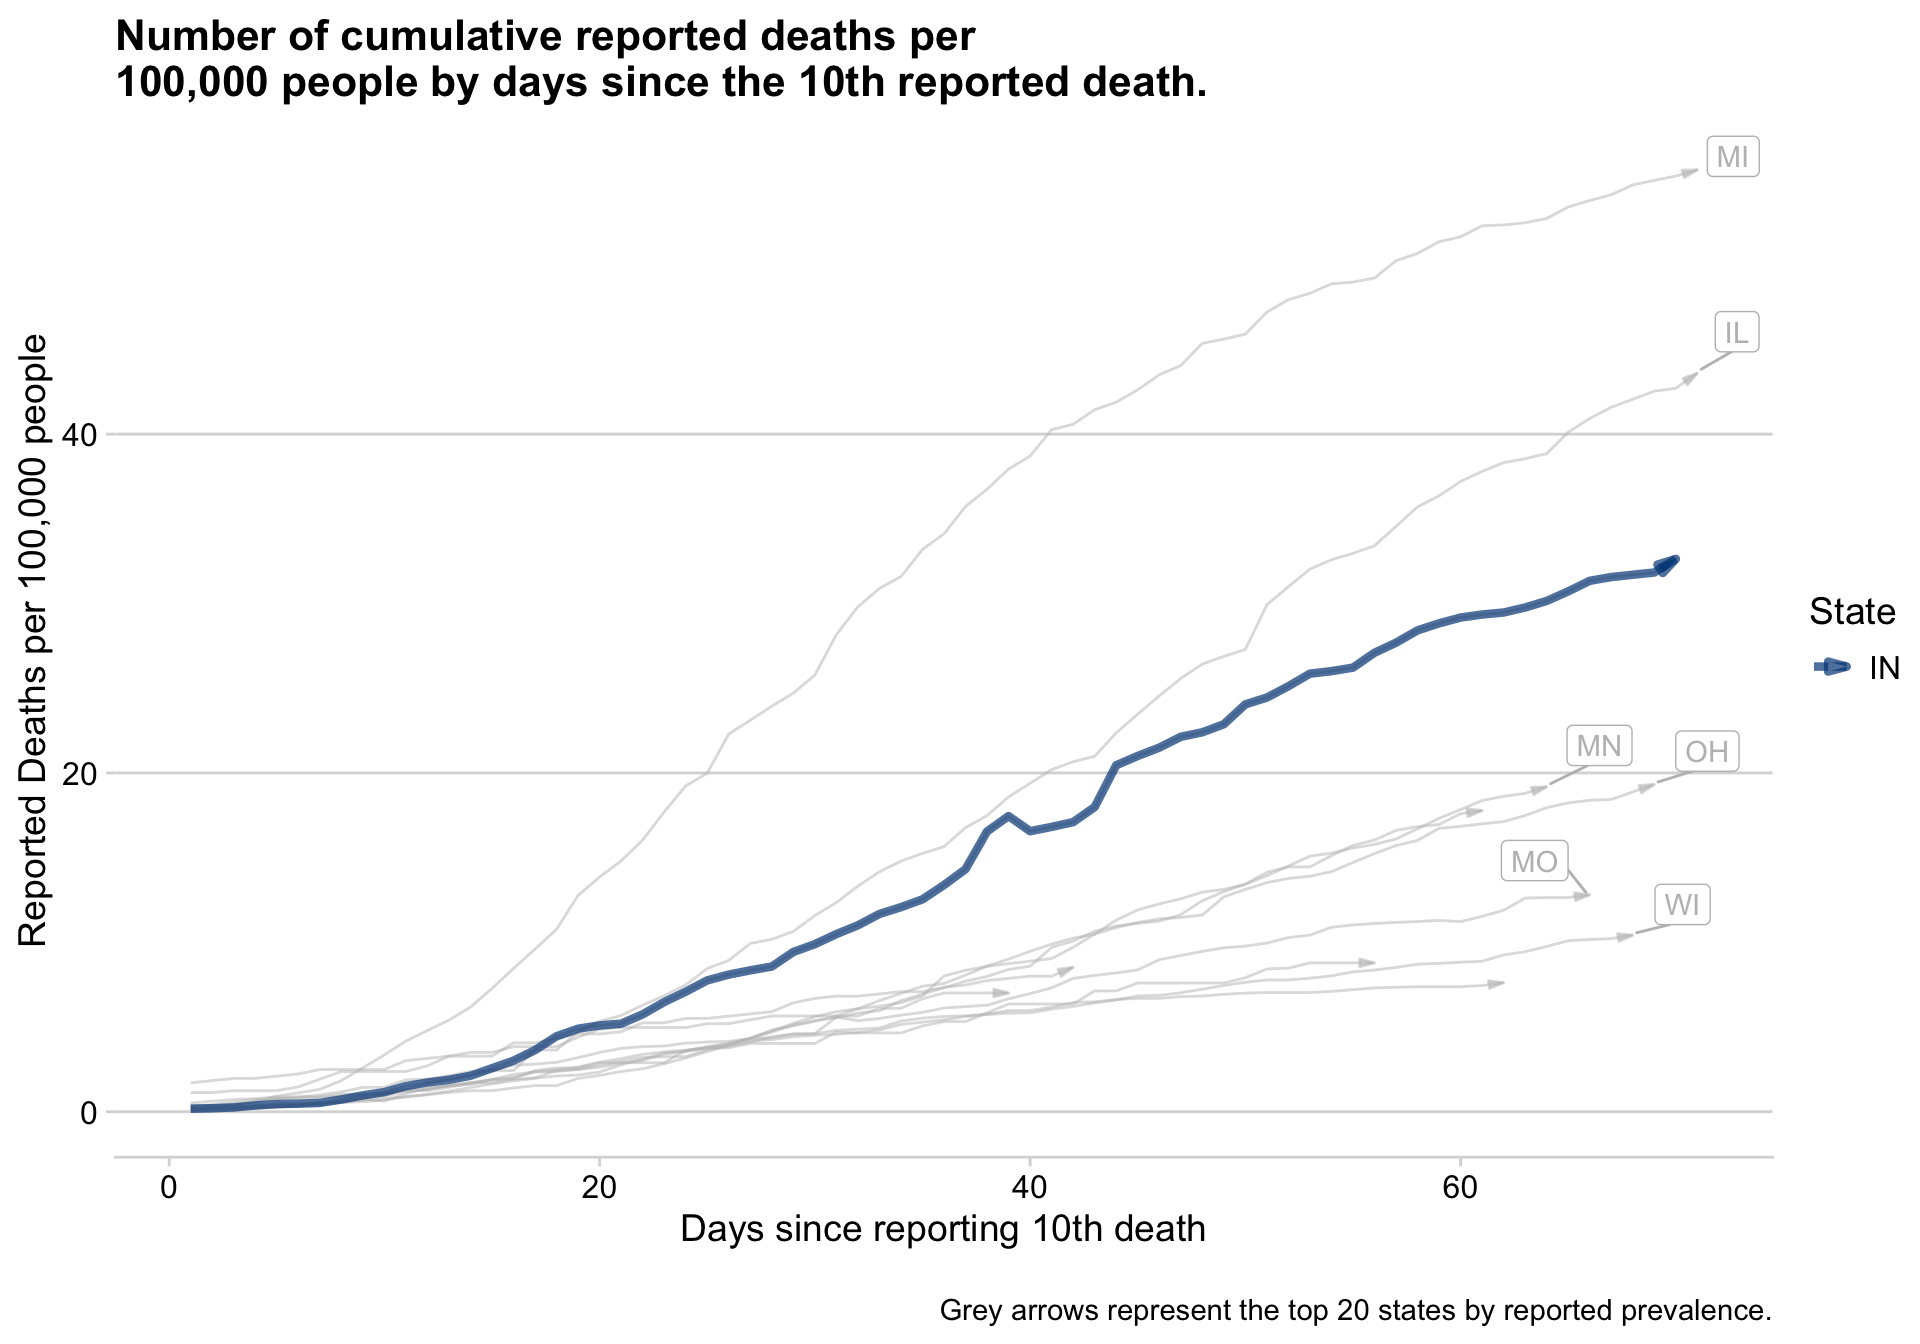 Number of cumulative reported deaths per
100,000 people by days since the 10th reported death.
Reported Deaths per 100,000 people
40
20
0
MI
IL
MN
OH
MO
WI
State
IN
0
20
40
60
Days since reporting 10th death
Grey arrows represent the top 20 states by reported prevalence.